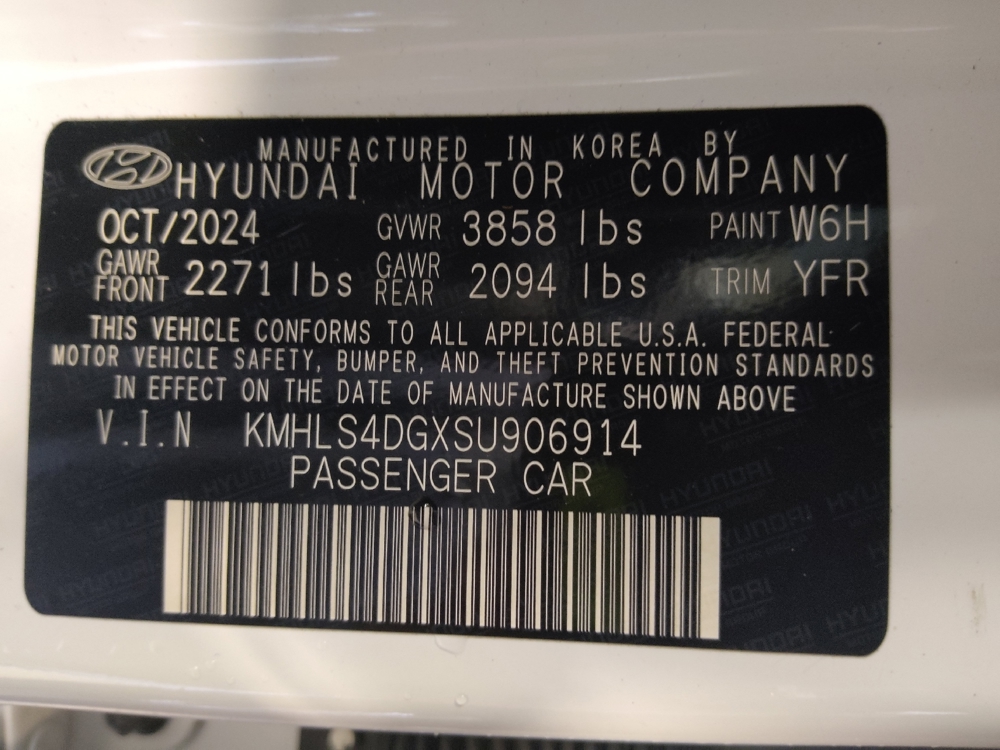 MANUFACTURED IN KOREA BY
HYUNDAI MOTOR COMPANY
OCT/2024 GVWR 3858 lbs PAINT W6H
GAWR FRONT 2271 lbs GAWR REAR 2094 lbs TRIM YFR
THIS VEHICLE CONFORMS TO ALL APPLICABLE U.S.A. FEDERAL
MOTOR VEHICLE SAFETY, BUMPER, AND THEFT PREVENTION STANDARDS
IN EFFECT ON THE DATE OF MANUFACTURE SHOWN ABOVE
V.I.N KMHLS4DGXSU906914
PASSENGER CAR